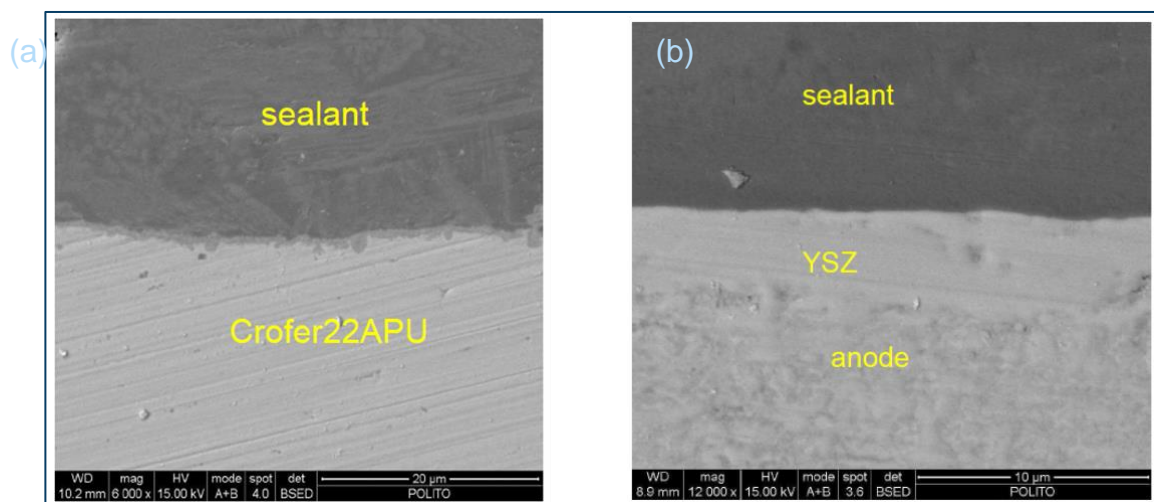 (a)
sealant
Crofer22APU
WD mag HV mode spot det 20 µm
10.2 mm 6 000 x 15.00 kV A+B 4.0 BSED POLITO
(b)
sealant
YSZ
anode
WD mag HV mode spot det 10 µm
8.9 mm 12 000 x 15.00 kV A+B 3.6 BSED POLITO